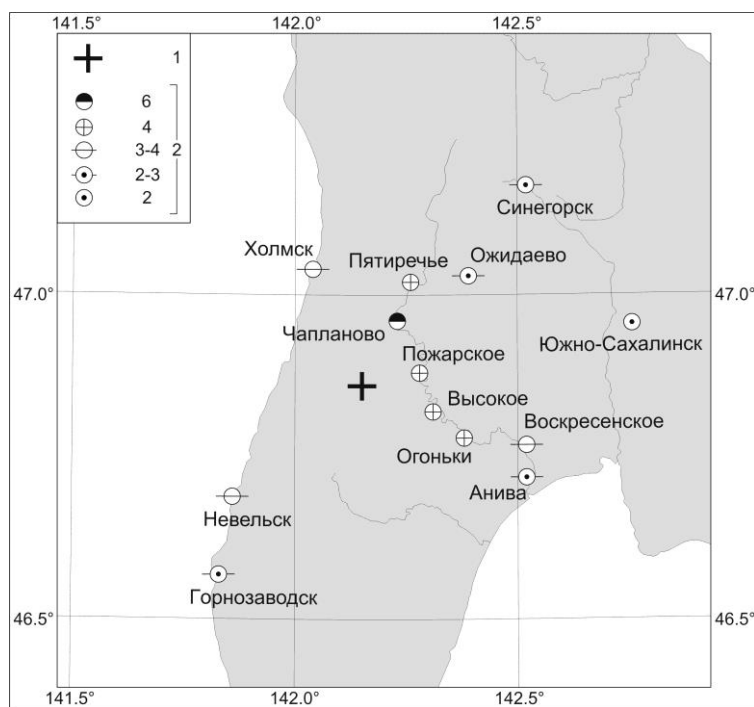 141.5° 142.0° 142.5°
1
6
4
3-4 2
2-3
2
Синегорск
Холмск
Пятиречье Ожидаево
47.0° 47.0°
Чапланово
Южно-Сахалинск
Пожарское
Высокое
Воскресенское
Огоньки
Анива
Невельск
Горнозаводск
46.5° 46.5°
141.5° 142.0° 142.5°